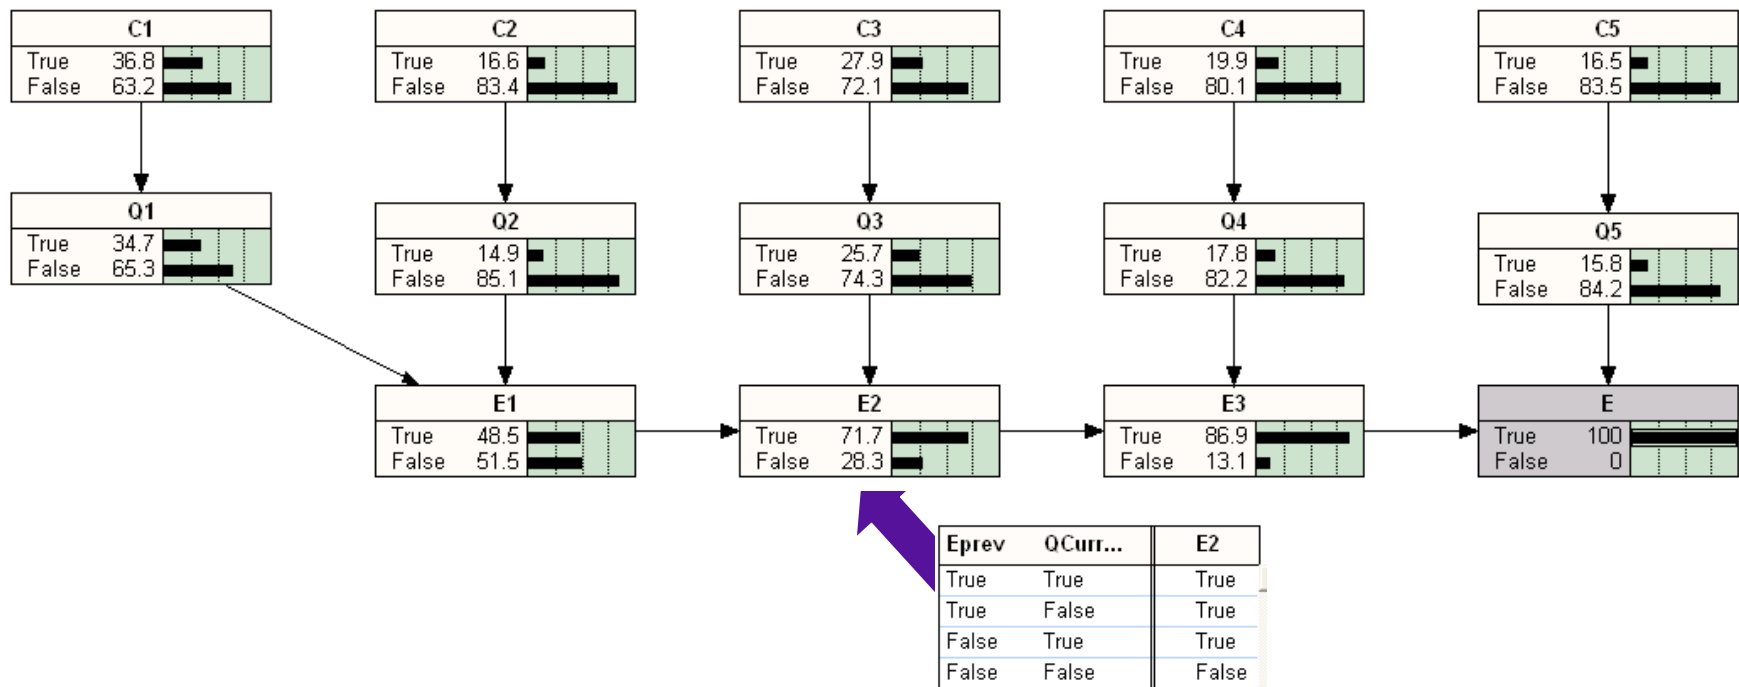 C1
True 36.8
False 63.2
C2
True 16.6
False 83.4
C3
True 27.9
False 72.1
C4
True 19.9
False 80.1
C5
True 16.5
False 83.5
Q1
True 34.7
False 65.3
Q2
True 14.9
False 85.1
Q3
True 25.7
False 74.3
Q4
True 17.8
False 82.2
Q5
True 15.8
False 84.2
E1
True 48.5
False 51.5
E2
True 71.7
False 28.3
E3
True 86.9
False 13.1
E
True 100
False 0
Eprev QCurr... E2
True True True
True False True
False True True
False False False